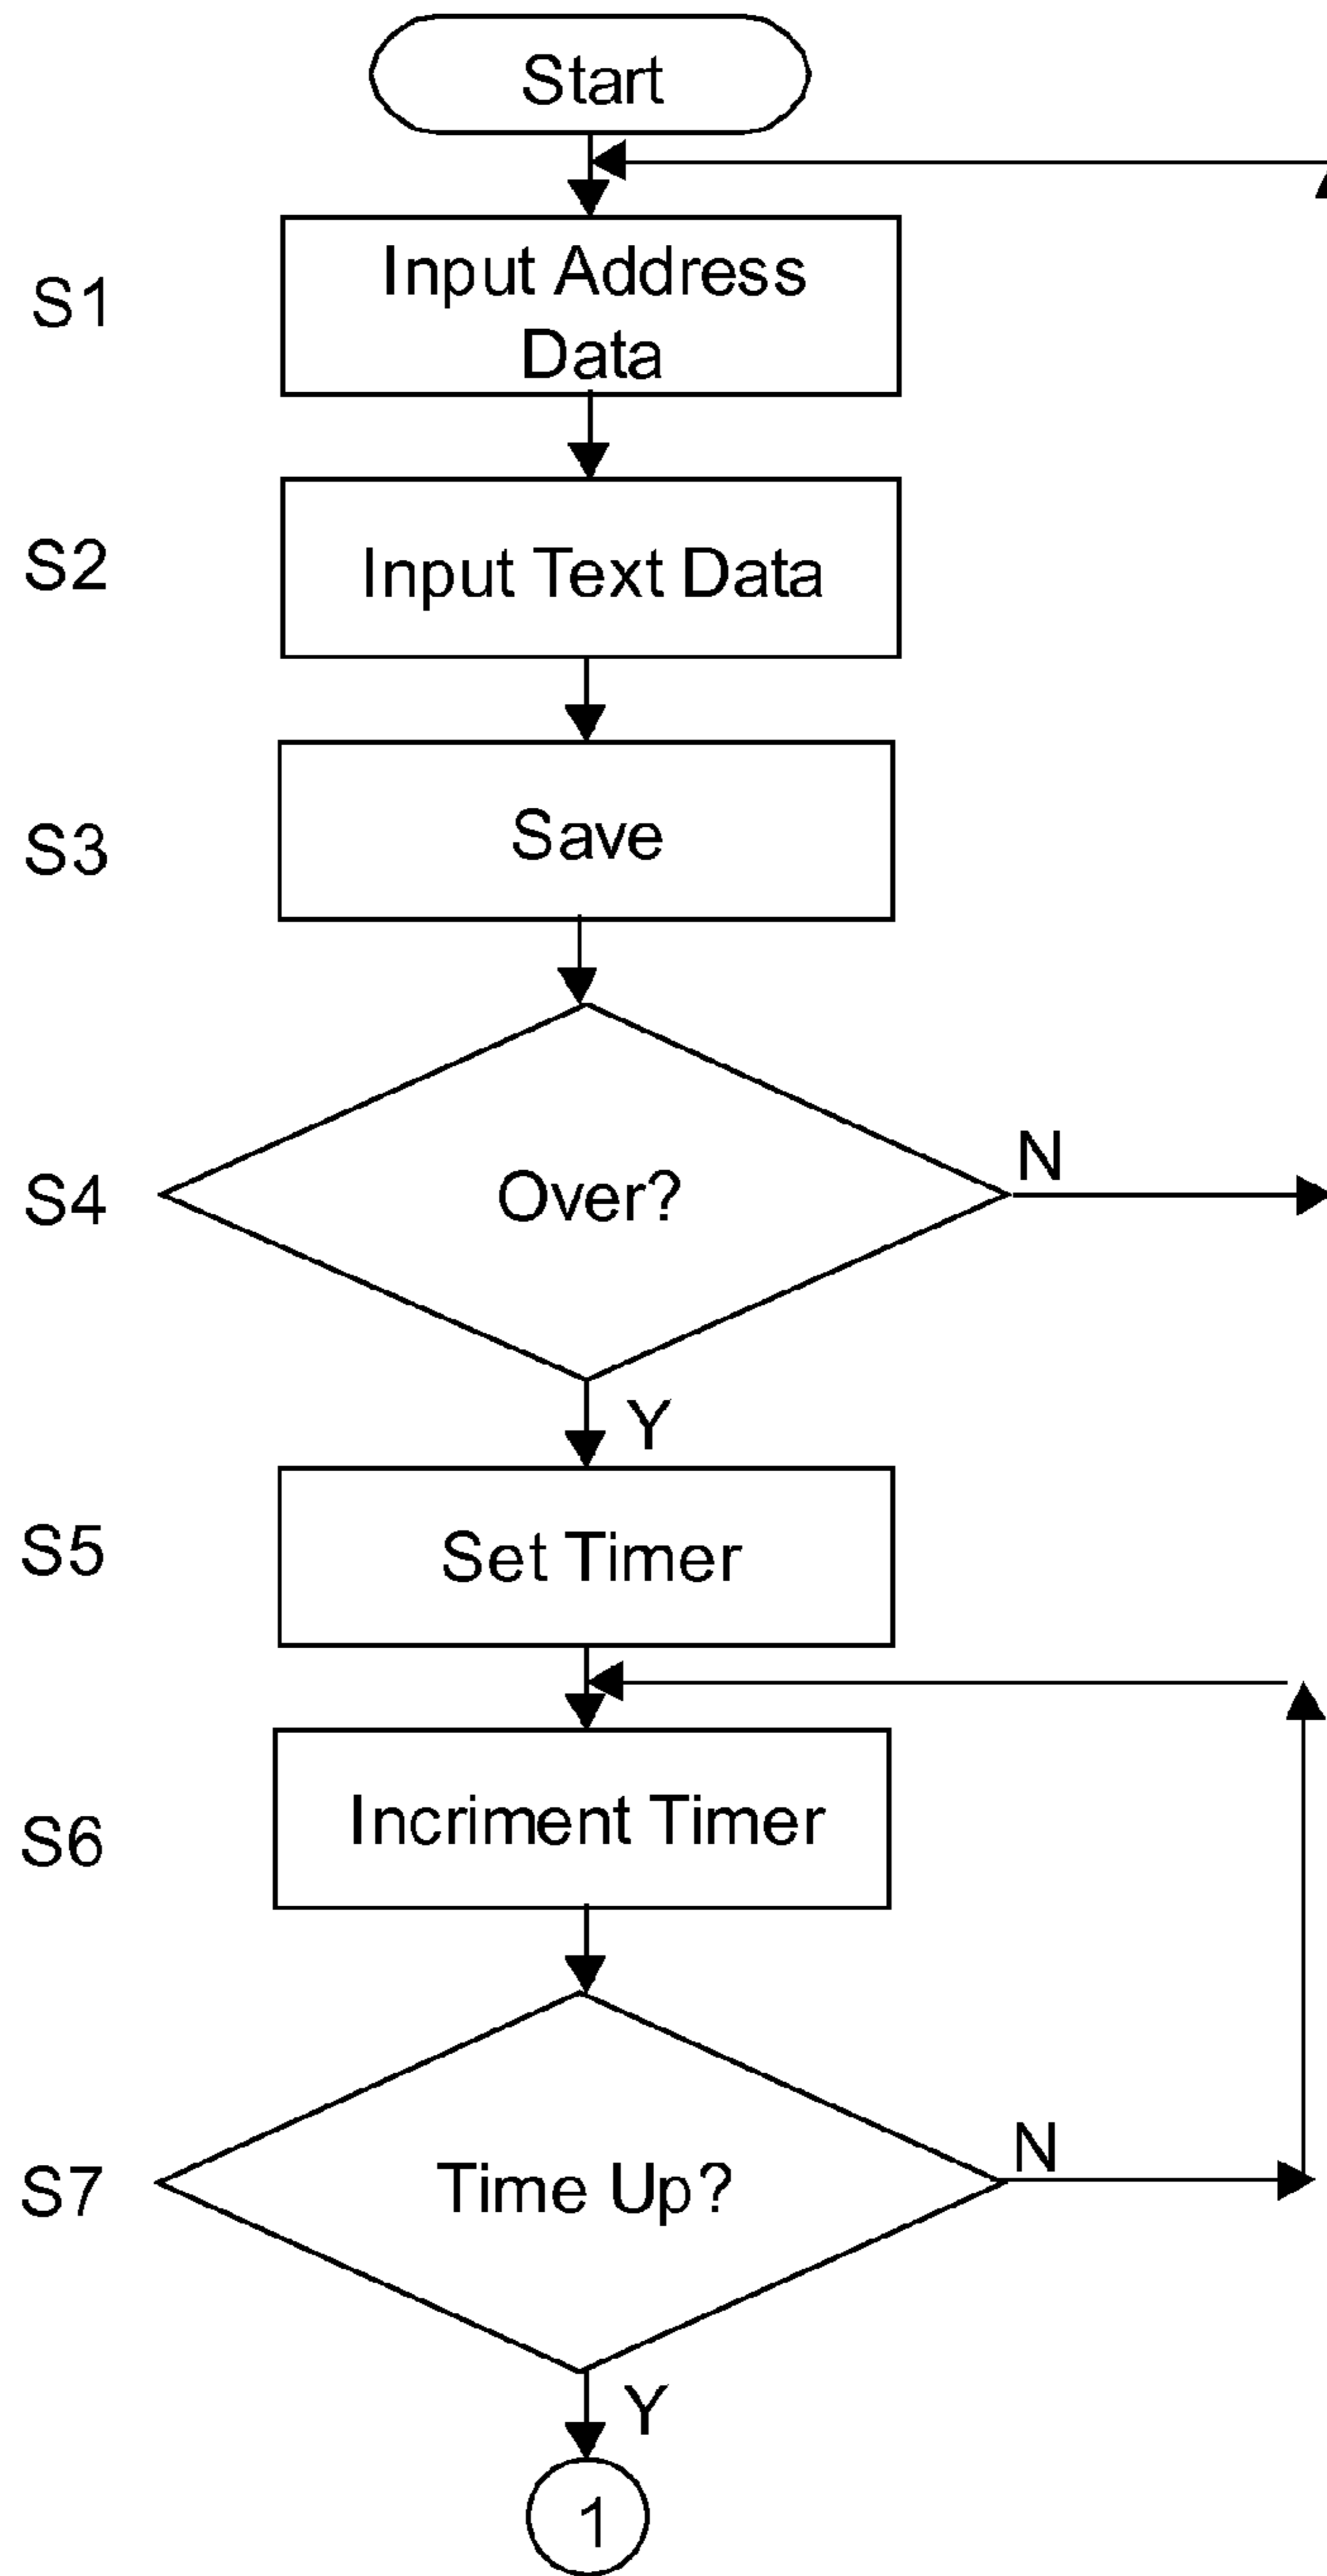 Start
S1
Input Address
Data
S2
Input Text Data
S3
Save
S4
Over?
N
Y
S5
Set Timer
S6
Incriment Timer
S7
Time Up?
N
Y
1